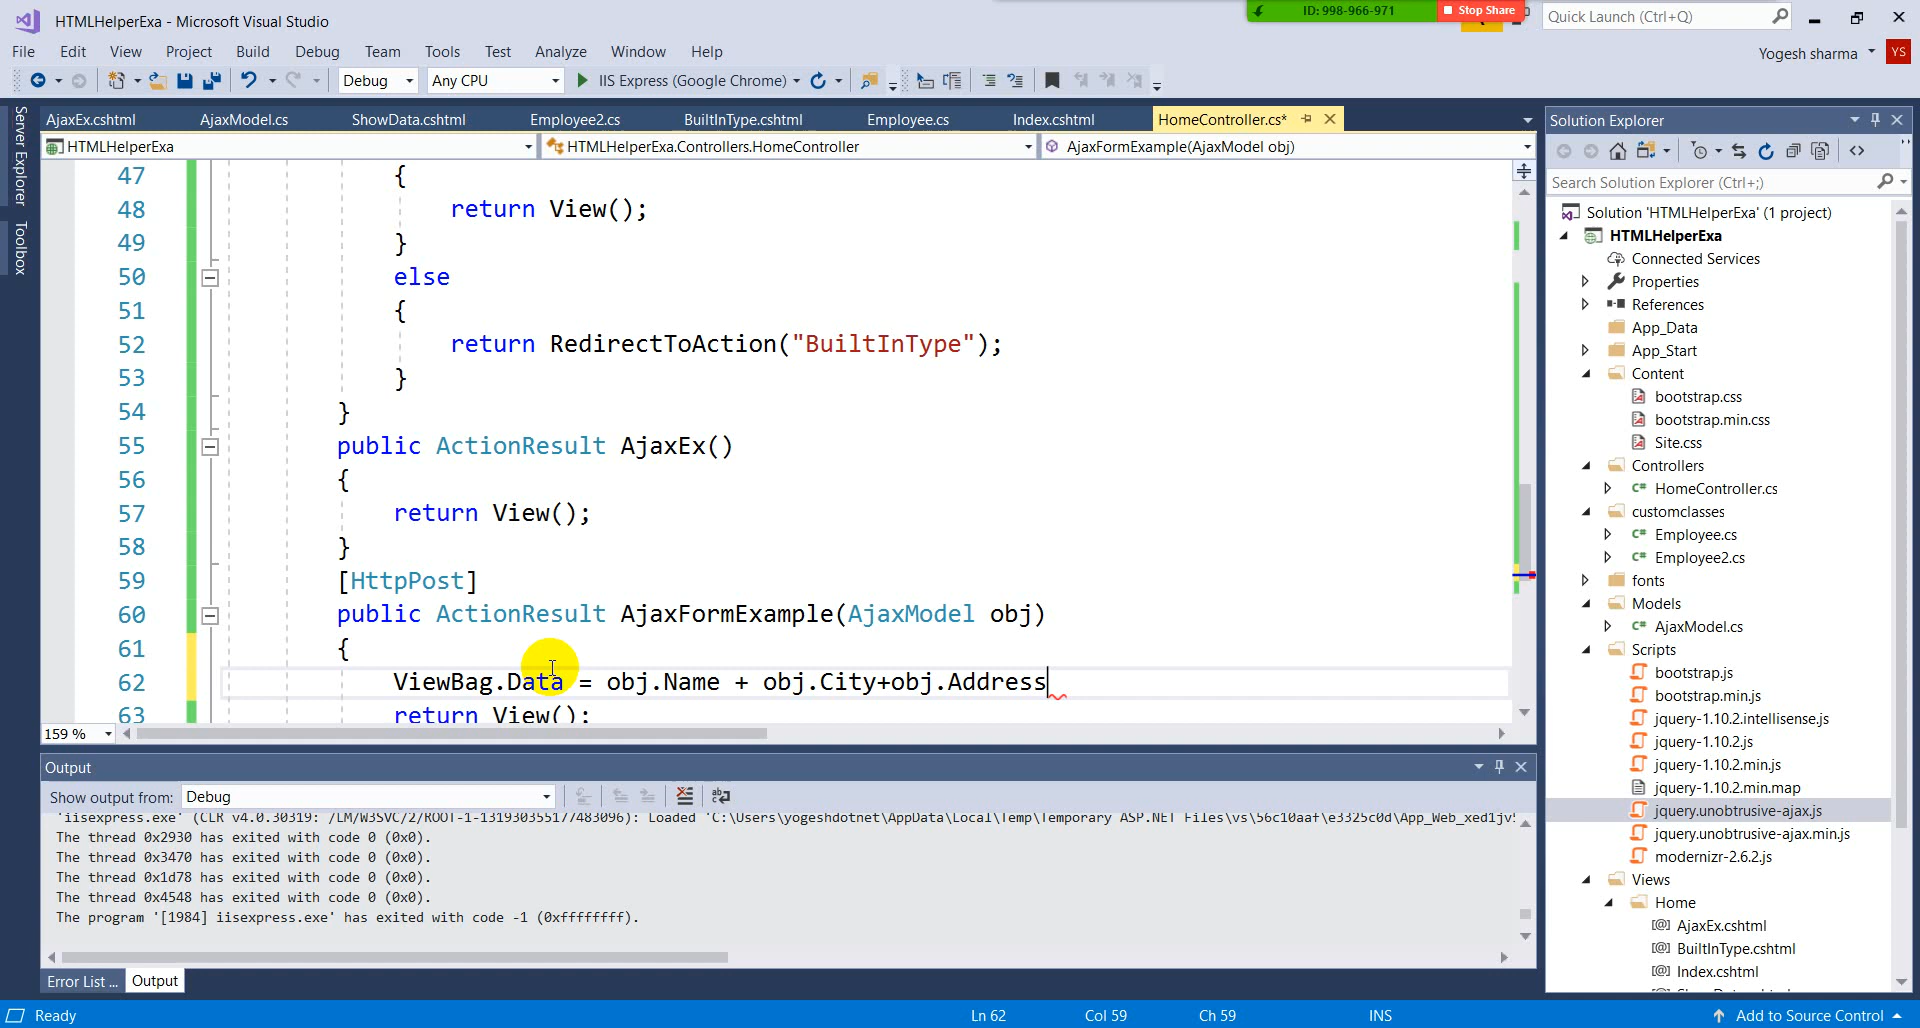 HTMLHelperExa - Microsoft Visual Studio
ID: 998-966-971
Stop Share
Quick Launch (Ctrl+Q)
File Edit View Project Build Debug Team Tools Test Analyze Window Help
Yogesh sharma YS
Debug Any CPU IIS Express (Google Chrome)
Server Explorer
Toolbox
AjaxEx.cshtml AjaxModel.cs ShowData.cshtml Employee2.cs BuiltInType.cshtml Employee.cs Index.cshtml HomeController.cs*
HTMLHelperExa HTMLHelperExa.Controllers.HomeController AjaxFormExample(AjaxModel obj)
47 {
48 return View();
49 }
50 else
51 {
52 return RedirectToAction("BuiltInType");
53 }
54 }
55 public ActionResult AjaxEx()
56 {
57 return View();
58 }
59 [HttpPost]
60 public ActionResult AjaxFormExample(AjaxModel obj)
61 {
62 ViewBag.Data = obj.Name + obj.City+obj.Address
63 return View();
159 %
Output
Show output from: Debug
'iisexpress.exe' (CLR v4.0.30319: /LM/W3SVC/2/ROOT-1-131930355177483096): Loaded 'C:\Users\yogeshdotnet\AppData\Local\Temp\Temporary ASP.NET Files\vs\56c10aaf\e3325c0d\App_Web_xed1jv
The thread 0x2930 has exited with code 0 (0x0).
The thread 0x3470 has exited with code 0 (0x0).
The thread 0x1d78 has exited with code 0 (0x0).
The thread 0x4548 has exited with code 0 (0x0).
The program '[1984] iisexpress.exe' has exited with code -1 (0xffffffff).
Error List ... Output
Solution Explorer
Search Solution Explorer (Ctrl+;)
Solution 'HTMLHelperExa' (1 project)
HTMLHelperExa
Connected Services
Properties
References
App_Data
App_Start
Content
bootstrap.css
bootstrap.min.css
Site.css
Controllers
C# HomeController.cs
customclasses
C# Employee.cs
C# Employee2.cs
fonts
Models
C# AjaxModel.cs
Scripts
bootstrap.js
bootstrap.min.js
jquery-1.10.2.intellisense.js
jquery-1.10.2.js
jquery-1.10.2.min.js
jquery-1.10.2.min.map
jquery.unobtrusive-ajax.js
jquery.unobtrusive-ajax.min.js
modernizr-2.6.2.js
Views
Home
[@] AjaxEx.cshtml
[@] BuiltInType.cshtml
[@] Index.cshtml
Ready Ln 62 Col 59 Ch 59 INS Add to Source Control